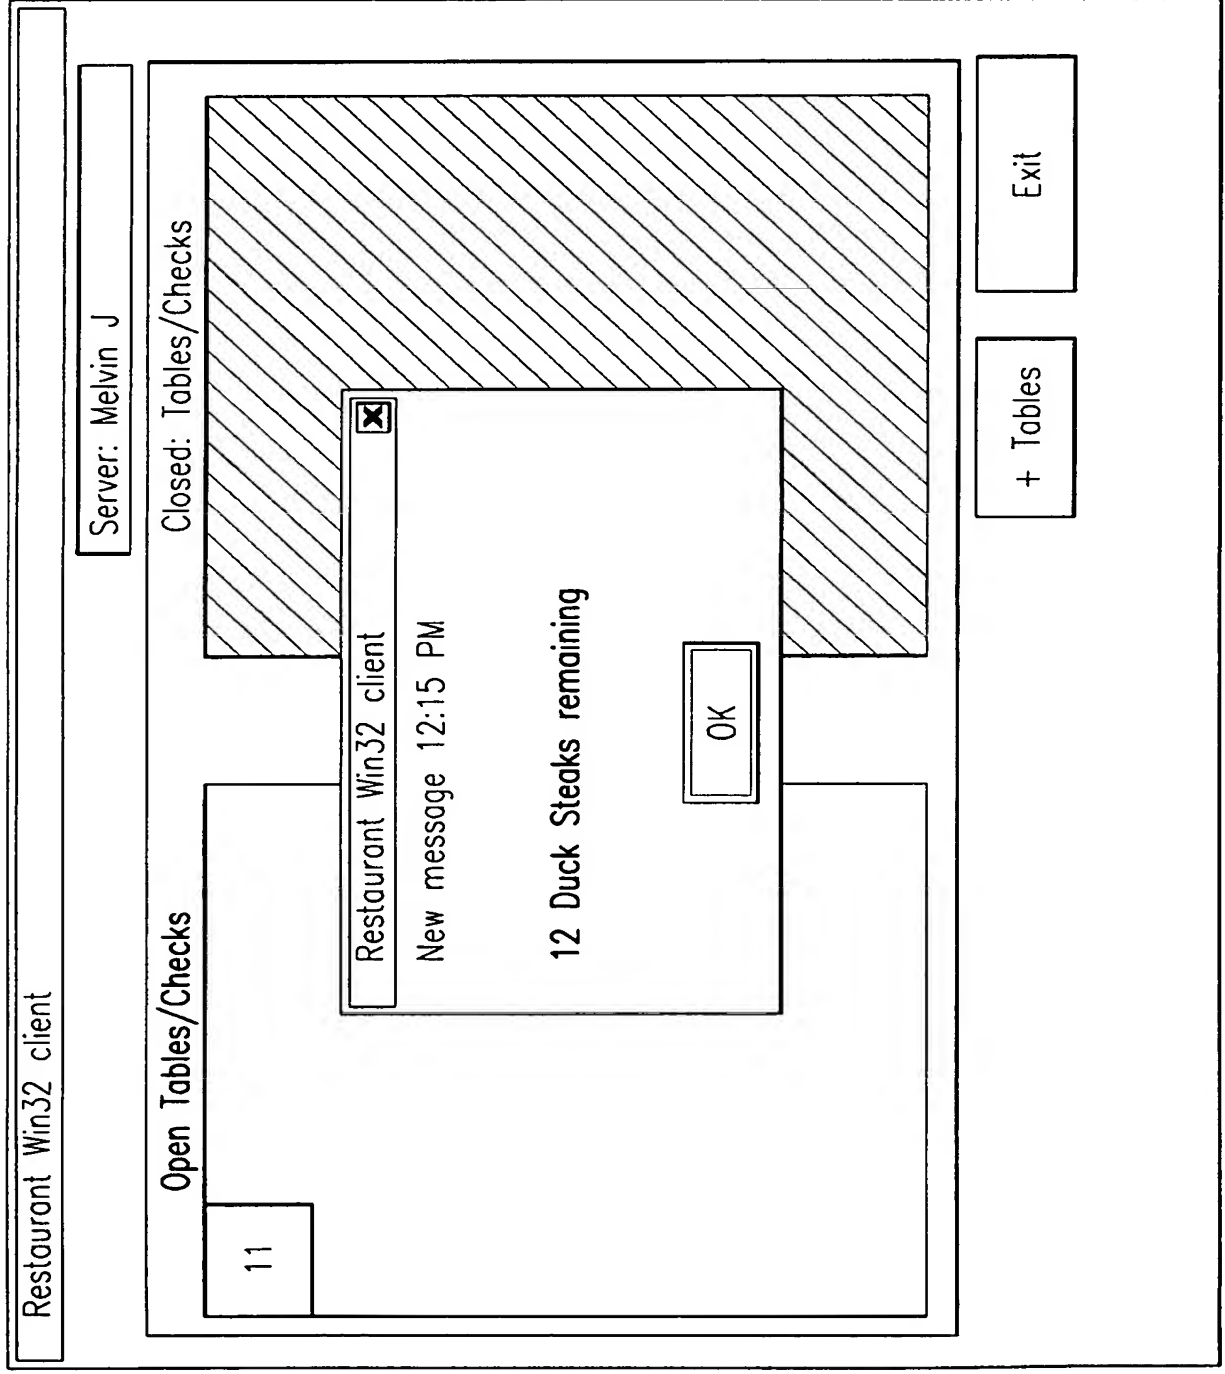 Restaurant Win32 client
Server: Melvin J
Open Tables/Checks
Closed: Tables/Checks
11
Restaurant Win32 client
New message 12:15 PM
12 Duck Steaks remaining
OK
+ Tables
Exit